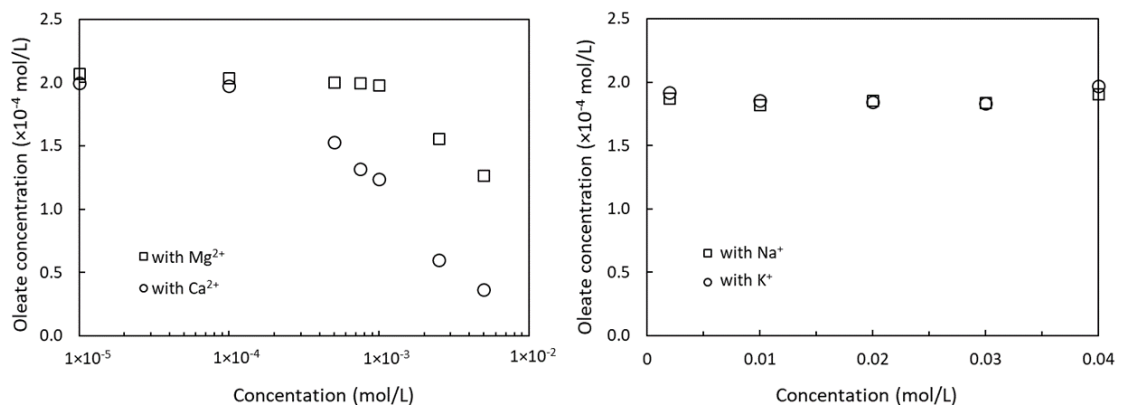 Oleate concentration (×10⁻⁴ mol/L)
2.5
2.0
1.5
1.0
0.5
0.0
with Mg²⁺
with Ca²⁺
1×10⁻⁵
1×10⁻⁴
1×10⁻³
1×10⁻²
Concentation (mol/L)
Oleate concentration (×10⁻⁴ mol/L)
2.5
2.0
1.5
1.0
0.5
0.0
with Na⁺
with K⁺
0
0.01
0.02
0.03
0.04
Concentation (mol/L)